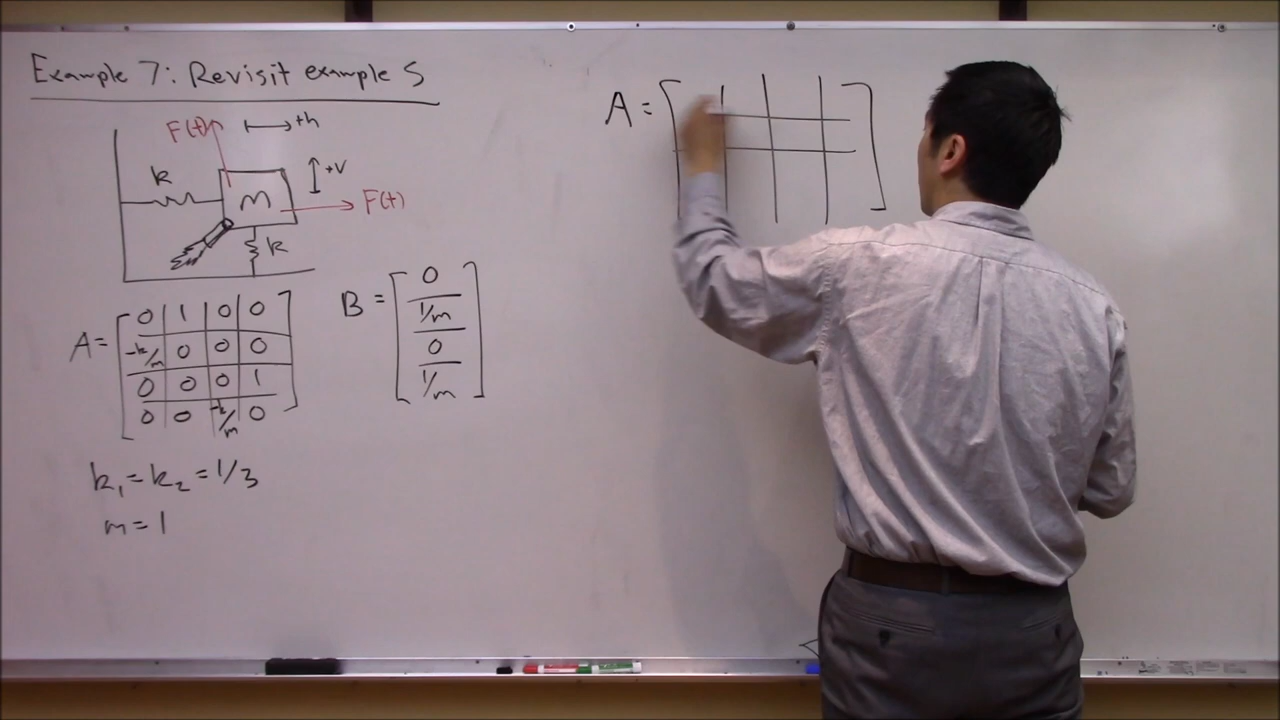 Example 7: Revisit example 5
F(t)
+h
k
m
+v
F(t)
k
A = [ 0 1 0 0
-k/m 0 0 0
0 0 0 1
0 0 -k/m 0 ]
B = [ 0
1/m
0
1/m ]
k₁ = k₂ = 1/3
m = 1
A =